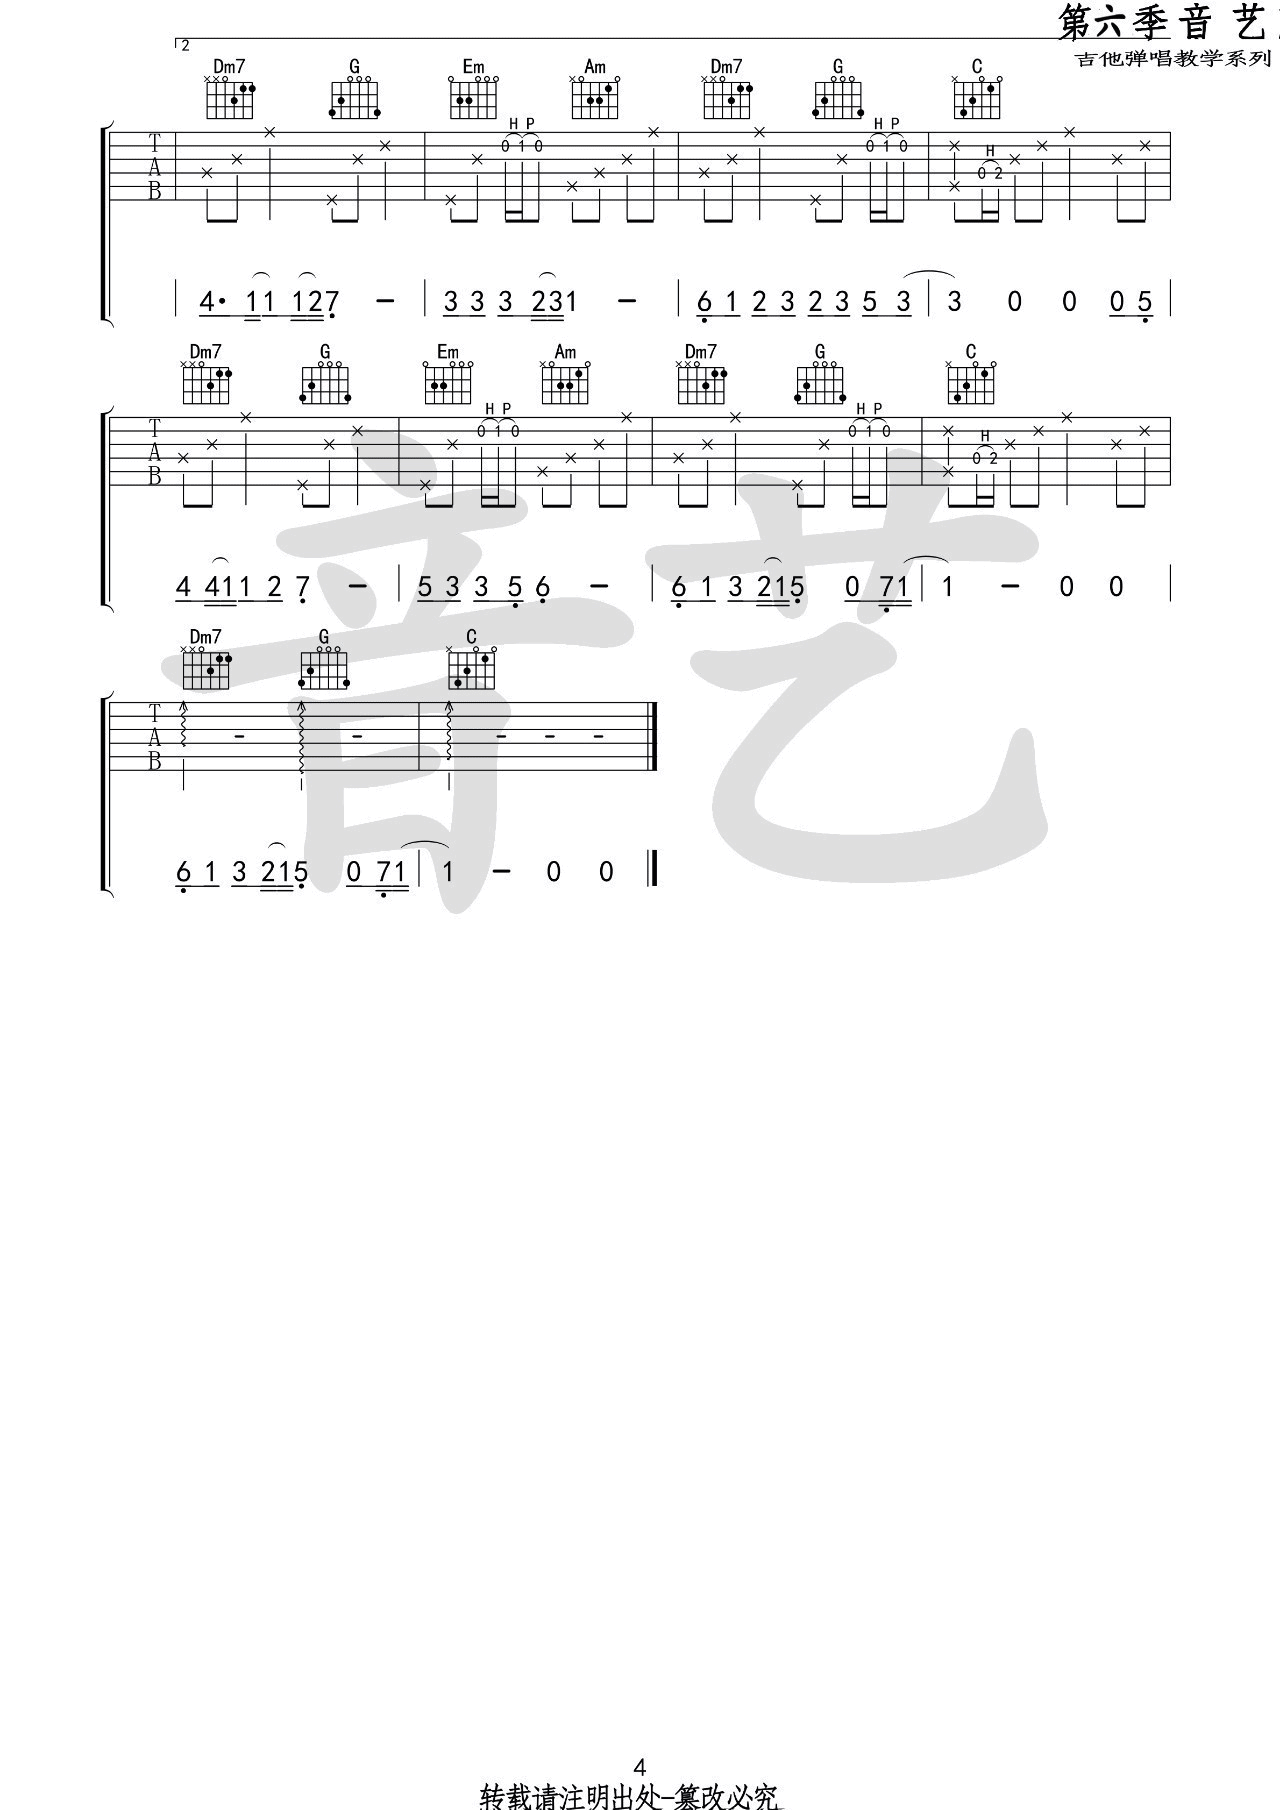 第六季音 艺
吉他弹唱教学系列
2
Dm7 G Em Am Dm7 G C
H P H P H
T A B
0 1 0 0 1 0 0 2
4· 1 1 1 2 7 – 3 3 3 2 3 1 – 6 1 2 3 2 3 5 3 3 0 0 0 5
Dm7 G Em Am Dm7 G C
H P H P H
T A B
0 1 0 0 1 0 0 2
4 4 1 1 2 7 – 5 3 3 5 6 – 6 1 3 2 1 5 0 7 1 1 – 0 0
Dm7 G C
T A B
– – – – –
6 1 3 2 1 5 0 7 1 1 – 0 0
音艺
4
转载请注明出处-篡改必究